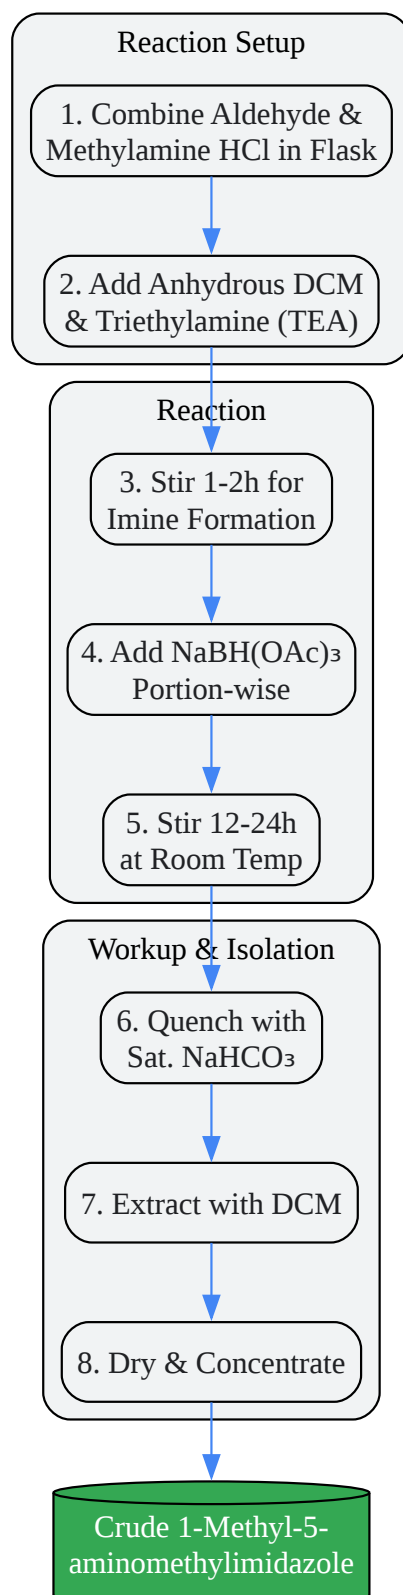 Reaction Setup
1. Combine Aldehyde &
Methylamine HCl in Flask
2. Add Anhydrous DCM
& Triethylamine (TEA)
Reaction
3. Stir 1-2h for
Imine Formation
4. Add NaBH(OAc)₃
Portion-wise
5. Stir 12-24h
at Room Temp
Workup & Isolation
6. Quench with
Sat. NaHCO₃
7. Extract with DCM
8. Dry & Concentrate
Crude 1-Methyl-5-
aminomethylimidazole